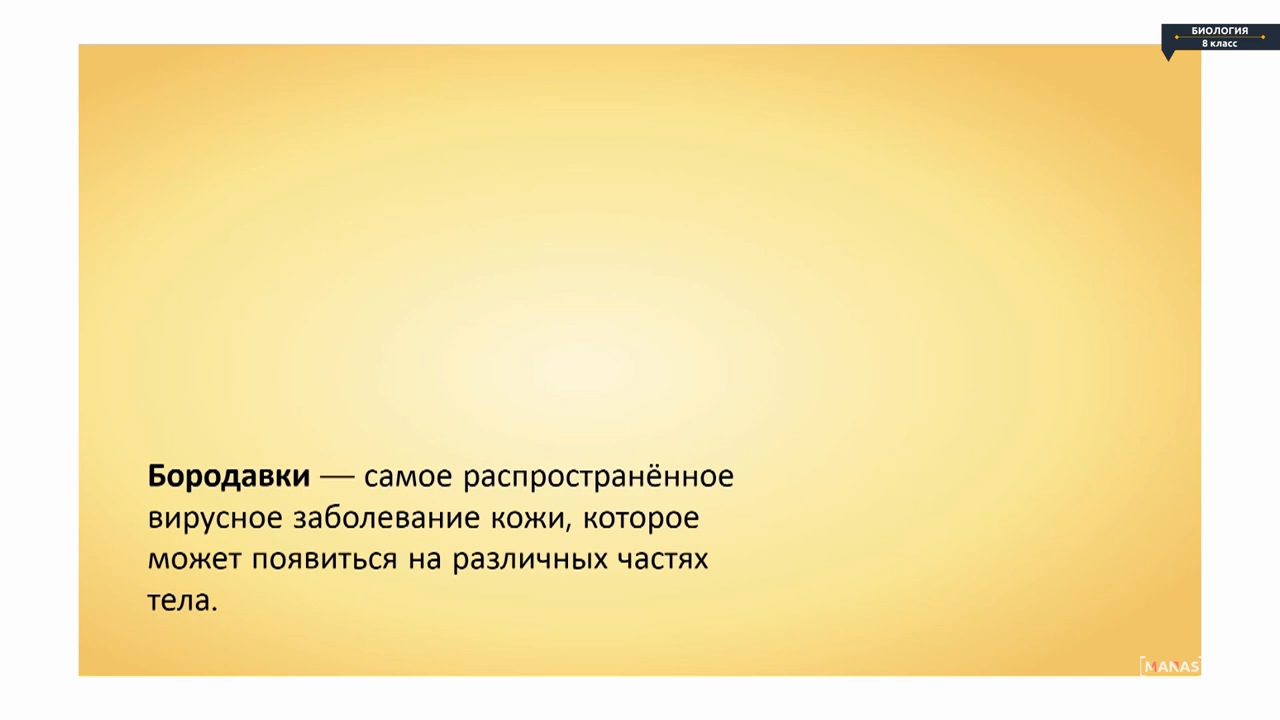 БИОЛОГИЯ
8 класс
Бородавки — самое распространённое
вирусное заболевание кожи, которое
может появиться на различных частях
тела.
MANAS